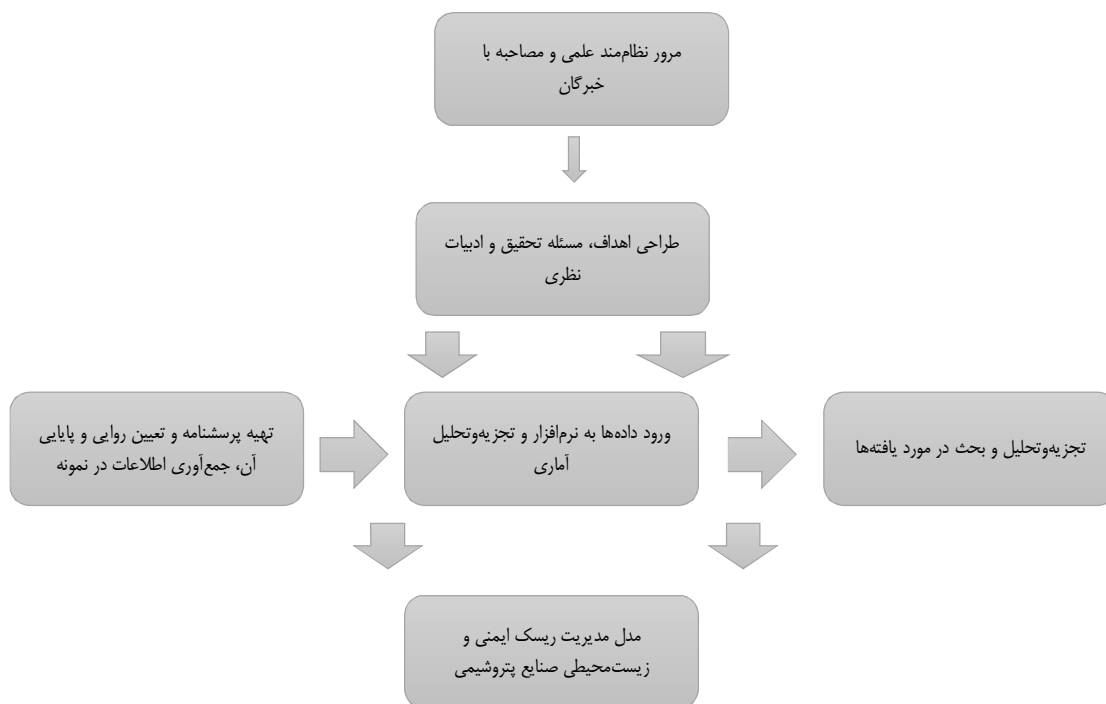 مرور نظام‌مند علمی و مصاحبه با
خبرگان
طراحی اهداف، مسئله تحقیق و ادبیات
نظری
تهیه پرسشنامه و تعیین روایی و پایایی
آن، جمع‌آوری اطلاعات در نمونه
ورود داده‌ها به نرم‌افزار و تجزیه‌وتحلیل
آماری
تجزیه‌وتحلیل و بحث در مورد یافته‌ها
مدل مدیریت ریسک ایمنی و
زیست‌محیطی صنایع پتروشیمی